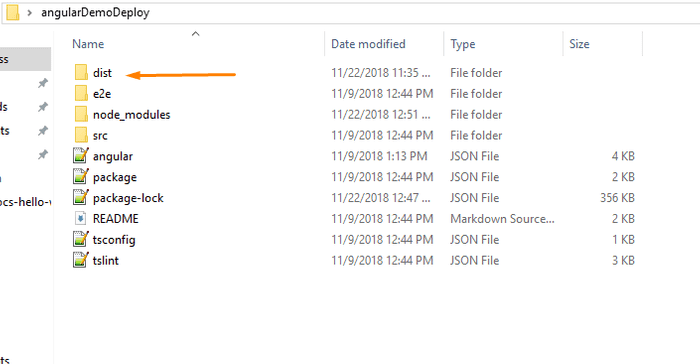 angularDemoDeploy
Name Date modified Type Size
dist 11/22/2018 11:35 ... File folder
e2e 11/9/2018 12:44 PM File folder
node_modules 11/22/2018 12:51 ... File folder
src 11/9/2018 12:44 PM File folder
angular 11/9/2018 1:13 PM JSON File 4 KB
package 11/9/2018 12:44 PM JSON File 2 KB
package-lock 11/22/2018 12:47 ... JSON File 356 KB
README 11/9/2018 12:44 PM Markdown Source... 2 KB
tsconfig 11/9/2018 12:44 PM JSON File 1 KB
tslint 11/9/2018 12:44 PM JSON File 3 KB
ss
ds
ts
ocs-hello-v